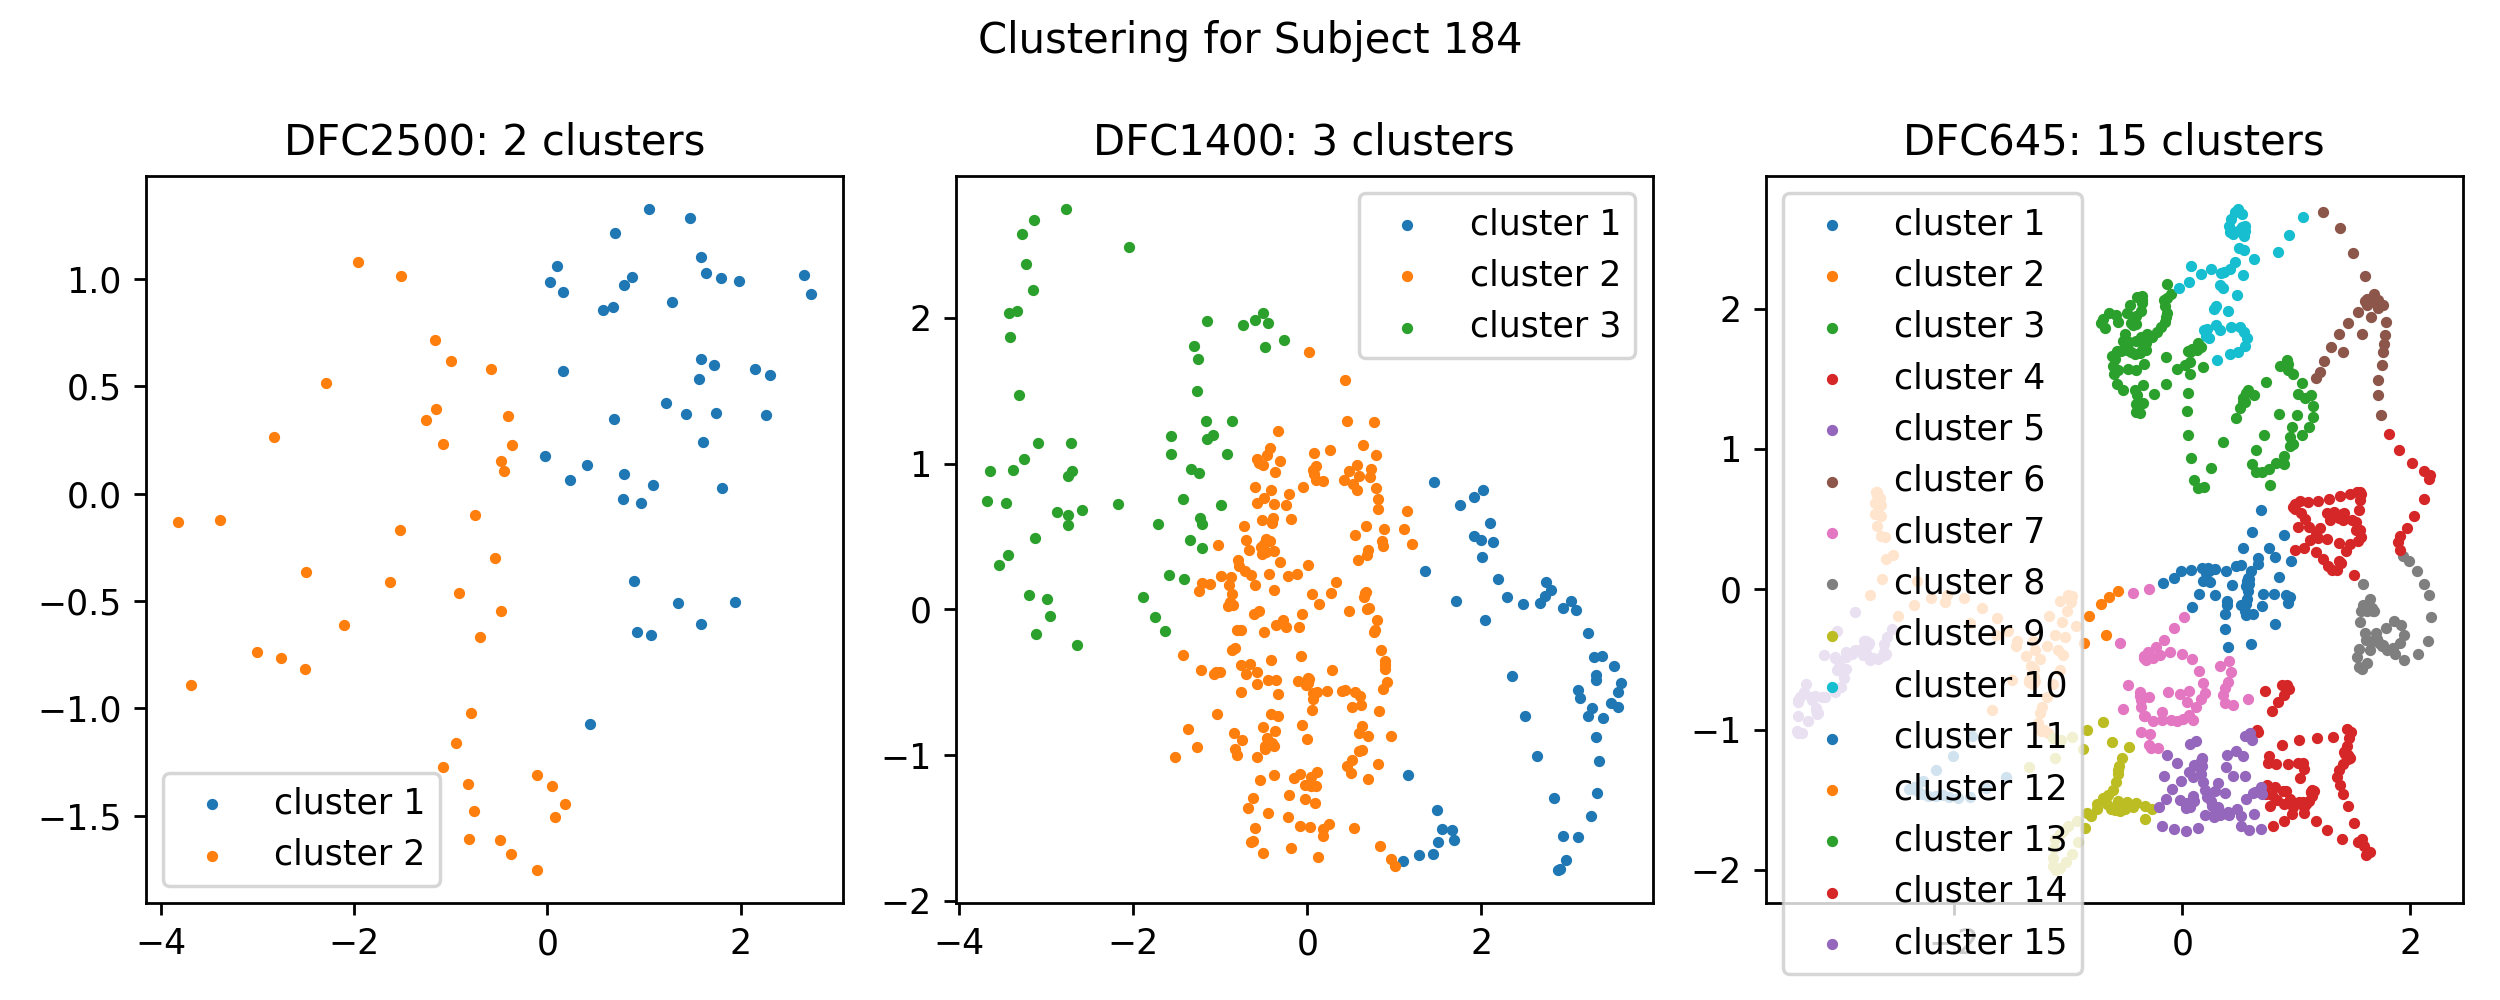 Clustering for Subject 184
DFC2500: 2 clusters
1.0
0.5
0.0
−0.5
−1.0
−1.5
−4
−2
0
2
cluster 1
cluster 2
DFC1400: 3 clusters
2
1
0
−1
−2
−4
−2
0
2
cluster 1
cluster 2
cluster 3
DFC645: 15 clusters
2
1
0
−1
−2
−2
0
2
cluster 1
cluster 2
cluster 3
cluster 4
cluster 5
cluster 6
cluster 7
cluster 8
cluster 9
cluster 10
cluster 11
cluster 12
cluster 13
cluster 14
cluster 15